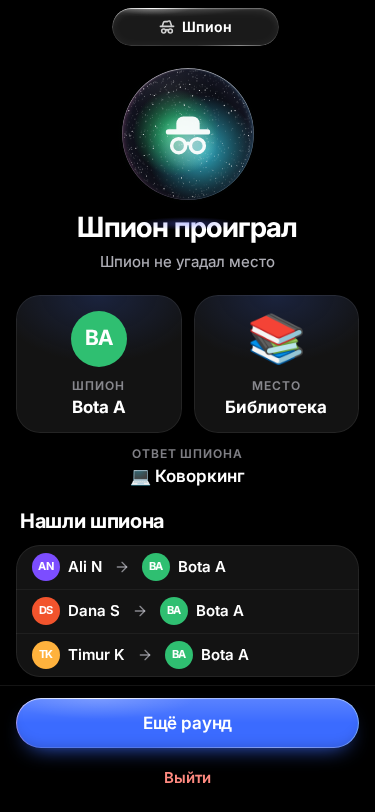 Шпион
Шпион проиграл
Шпион не угадал место
BA
ШПИОН
Bota A
МЕСТО
Библиотека
ОТВЕТ ШПИОНА
Коворкинг
Нашли шпиона
AN Ali N → BA Bota A
DS Dana S → BA Bota A
TK Timur K → BA Bota A
Ещё раунд
Выйти